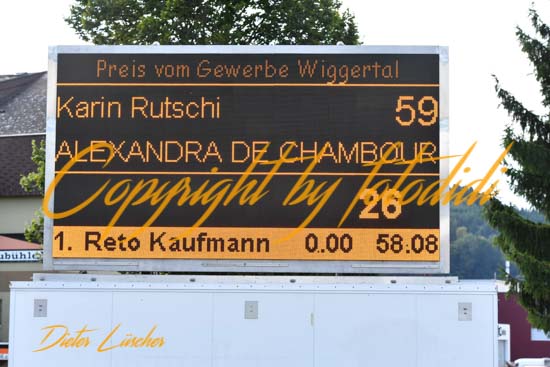 Preis vom Gewerbe Wiggertal
Karin Rutschi 59
ALEXANDRA DE CHAMBOUR
Copyright by fotodidi
26
1. Reto Kaufmann 0.00 58.08
Dieter Lüscher